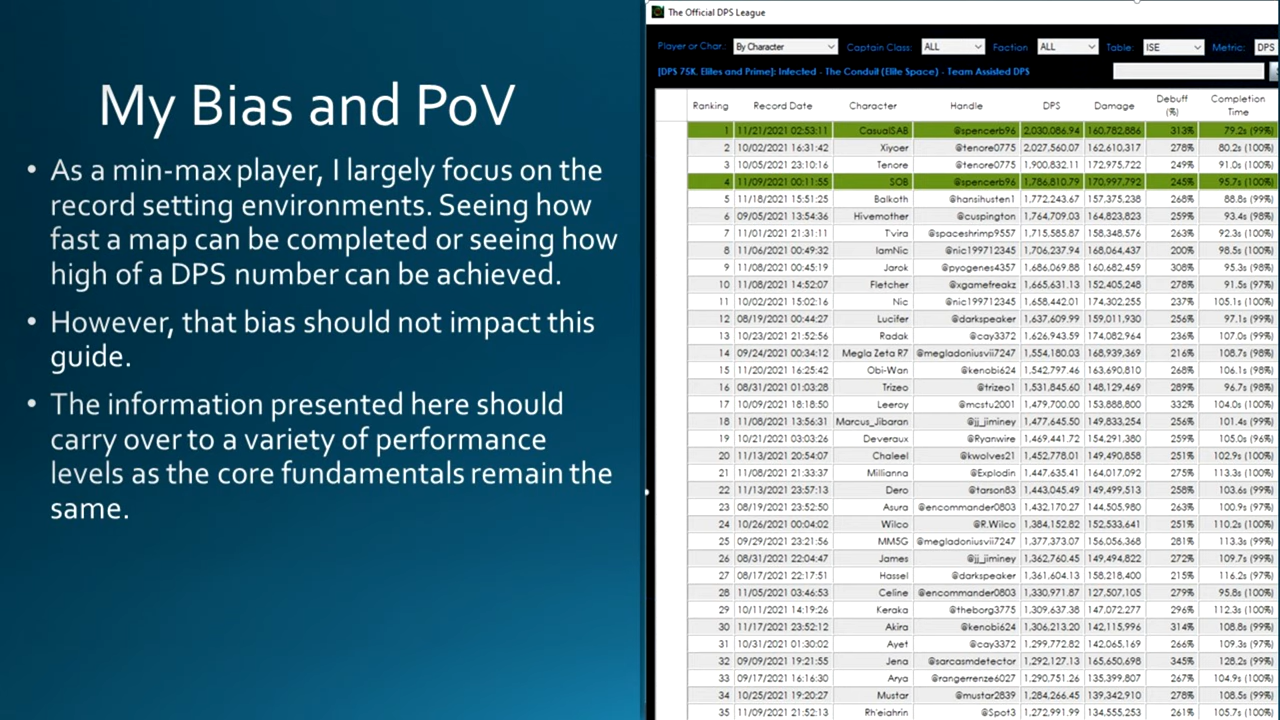 My Bias and PoV
• As a min-max player, I largely focus on the
record setting environments. Seeing how
fast a map can be completed or seeing how
high of a DPS number can be achieved.
• However, that bias should not impact this
guide.
• The information presented here should
carry over to a variety of performance
levels as the core fundamentals remain the
same.
The Official DPS League
Player or Char.: By Character Captain Class: ALL Faction ALL Table: ISE Metric: DPS
[DPS 75K, Elites and Prime]: Infected - The Conduit (Elite Space) - Team Assisted DPS
Ranking Record Date Character Handle DPS Damage Debuff (%) Completion Time
1 11/21/2021 02:53:11 CasualSAB @spencerb96 2,030,086.94 160,782,886 313% 79.2s (99%)
2 10/02/2021 16:31:42 Xiyoer @tenore0775 2,027,560.07 162,610,317 278% 80.2s (100%)
3 10/05/2021 23:10:16 Tenore @tenore0775 1,900,832.11 172,975,722 249% 91.0s (100%)
4 11/09/2021 00:11:55 SOB @spencerb96 1,786,810.79 170,997,792 245% 95.7s (100%)
5 11/18/2021 15:51:25 Balkoth @hansihusten1 1,772,243.67 157,375,238 268% 88.8s (100%)
6 09/05/2021 13:54:36 Hivemother @cuspington 1,764,709.03 164,823,823 259% 93.4s (98%)
7 11/01/2021 21:31:11 T'vira @spaceshrimp9557 1,715,585.87 158,348,576 263% 92.3s (100%)
8 11/06/2021 00:49:32 IamNic @nic199712345 1,706,237.94 168,064,437 200% 98.5s (100%)
9 11/08/2021 00:45:19 Jarok @pyogenes4357 1,686,069.88 160,682,459 308% 95.3s (98%)
10 11/08/2021 14:52:07 Fletcher @xgamefreakz 1,665,631.13 152,405,248 278% 91.5s (97%)
11 10/02/2021 15:02:16 Nic @nic199712345 1,658,442.01 174,302,255 237% 105.1s (100%)
12 08/19/2021 00:44:27 Lucifer @darkspeaker 1,637,609.99 159,011,930 256% 97.1s (99%)
13 10/23/2021 21:52:56 Radak @cay3372 1,626,943.59 174,082,964 236% 107.0s (99%)
14 09/24/2021 00:34:12 Megla Zeta R7 @megladoniusvii7247 1,554,180.03 168,939,369 216% 108.7s (98%)
15 11/20/2021 16:25:42 Obi-Wan @kenobi624 1,542,797.46 163,690,810 268% 106.1s (98%)
16 08/31/2021 01:03:28 Trizeo @trizeo1 1,531,845.60 148,129,469 289% 96.7s (98%)
17 10/09/2021 18:18:50 Leeroy @mcstu2001 1,479,700.00 153,888,800 332% 104.0s (100%)
18 11/08/2021 13:56:31 Marcus_Jibaran @jj_jiminey 1,477,645.50 149,833,254 256% 101.4s (99%)
19 10/21/2021 03:03:26 Deveraux @Ryanwire 1,469,441.72 154,291,380 259% 105.0s (96%)
20 11/13/2021 20:54:07 Chaleel @kwolves21 1,452,778.01 149,490,858 251% 102.9s (100%)
21 11/08/2021 21:33:37 Millianna @Explodin 1,447,635.41 164,017,092 275% 113.3s (100%)
22 11/13/2021 23:57:13 Dero @tarson83 1,443,045.49 149,499,513 258% 103.6s (100%)
23 08/19/2021 23:52:50 Asura @encommander0803 1,432,170.27 144,505,980 263% 100.9s (97%)
24 10/26/2021 00:04:02 Wilco @R.Wilco 1,384,152.82 152,533,641 251% 110.2s (100%)
25 09/29/2021 23:21:56 MM5G @megladoniusvii7247 1,377,373.07 156,056,368 281% 113.3s (100%)
26 08/31/2021 22:04:47 James @jj_jiminey 1,362,760.45 149,494,822 272% 109.7s (100%)
27 08/17/2021 22:17:51 Hassel @darkspeaker 1,361,604.13 158,218,400 215% 116.2s (97%)
28 11/05/2021 03:46:53 Celine @encommander0803 1,330,971.87 127,507,105 279% 95.8s (100%)
29 10/11/2021 14:19:26 Keraka @theborg3775 1,309,637.38 147,072,277 296% 112.3s (100%)
30 11/17/2021 23:52:12 Akira @kenobi624 1,306,213.20 142,115,996 314% 108.8s (99%)
31 10/31/2021 01:30:02 Ayet @cay3372 1,299,772.82 142,065,169 266% 109.3s (97%)
32 09/09/2021 19:21:55 Jena @sarcasmdetector 1,292,127.13 165,650,698 345% 128.2s (99%)
33 09/17/2021 16:16:30 Arya @rangerrenze6027 1,290,751.26 135,399,807 267% 104.9s (100%)
34 10/25/2021 19:20:27 Mustar @mustar2839 1,284,266.45 139,342,910 278% 108.5s (100%)
35 11/09/2021 21:52:13 Rh'eiahrin @Spot3 1,272,991.99 134,555,253 261% 105.7s (100%)